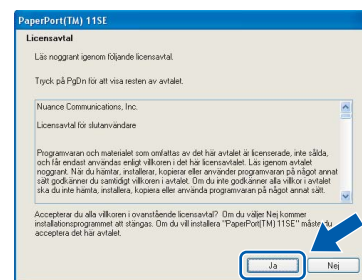 PaperPort(TM) 11SE
Licensavtal
Läs noggrant igenom följande licensavtal.
Tryck på PgDn för att visa resten av avtalet.
Nuance Communications, Inc.
Licensavtal för slutanvändare
Programvaran och materialet som omfattas av det här avtalet är licenserade, inte sålda,
och får endast användas enligt villkoren i det här licensavtalet. Läs igenom avtalet
noggrant. När du hämtar, installerar, kopierar eller använder programvaran på något annat
sätt godkänner du samtidigt villkoren i avtalet. Om du inte godkänner alla villkor i avtalet
ska du inte hämta, installera, kopiera eller använda programvaran på något annat sätt.
Accepterar du alla villkoren i ovanstående licensavtal? Om du väljer Nej kommer
installationsprogrammet att stängas. Om du vill installera "PaperPort(TM) 11SE" måste du
acceptera det här avtalet.
Ja
Nej